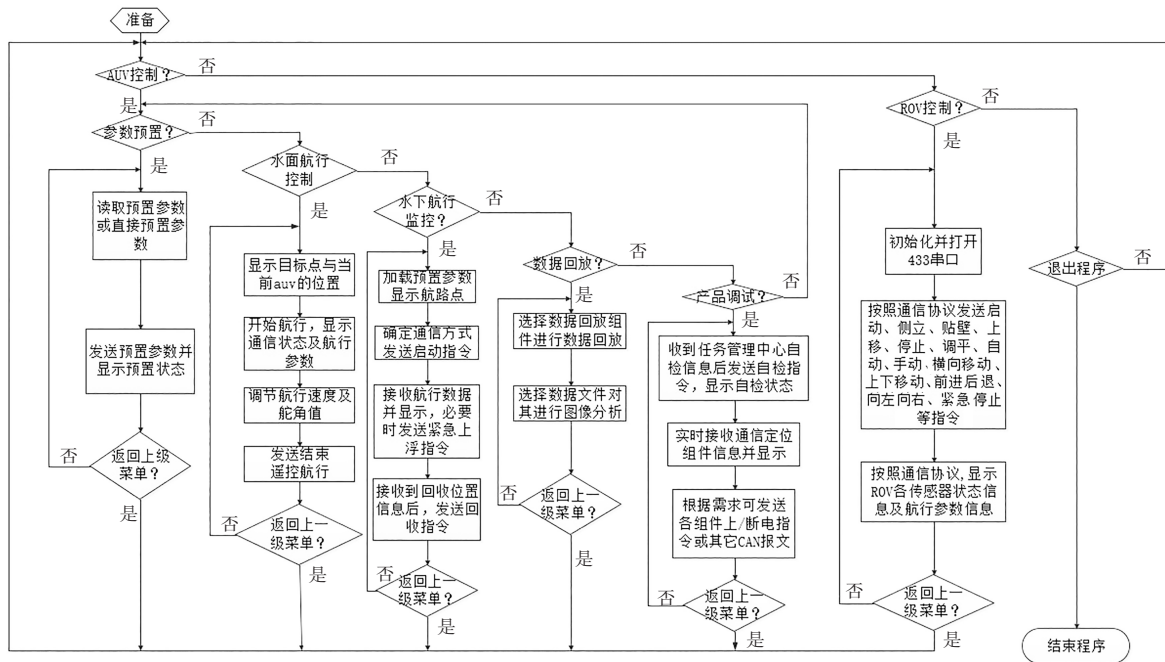 准备
AUV控制？
否
是
参数预置？
否
是
读取预置参数
或直接预置参
数
发送预置参数并
显示预置状态
返回上级
菜单？
否
是
水面航行
控制
否
是
显示目标点与当
前auv的位置
开始航行，显示
通信状态及航行
参数
调节航行速度及
舵角值
发送结束
遥控航行
返回上一
级菜单？
否
是
水下航行
监控？
否
是
加载预置参数
显示航路点
确定通信方式
发送启动指令
接收航行数据
并显示，必要
时发送紧急上
浮指令
接收到回收位置
信息后，发送回
收指令
返回上一
级菜单？
否
是
数据回放？
否
是
选择数据回放组
件进行数据回放
选择数据文件对
其进行图像分析
返回上一
级菜单？
否
是
产品调试？
否
是
收到任务管理中心自
检信息后发送自检指
令，显示自检状态
实时接收通信定位
组件信息并显示
根据需求可发送
各组件上/断电指
令或其它CAN报文
返回上一
级菜单？
否
是
ROV控制？
否
是
初始化并打开
433串口
按照通信协议发送启
动、侧立、贴壁、上
移、停止、调平、自
动、手动、横向移动、
上下移动、前进后退、
向左向右、紧急停止
等指令
按照通信协议,显示
ROV各传感器状态信
息及航行参数信息
返回上一
级菜单？
否
是
退出程序
否
是
结束程序